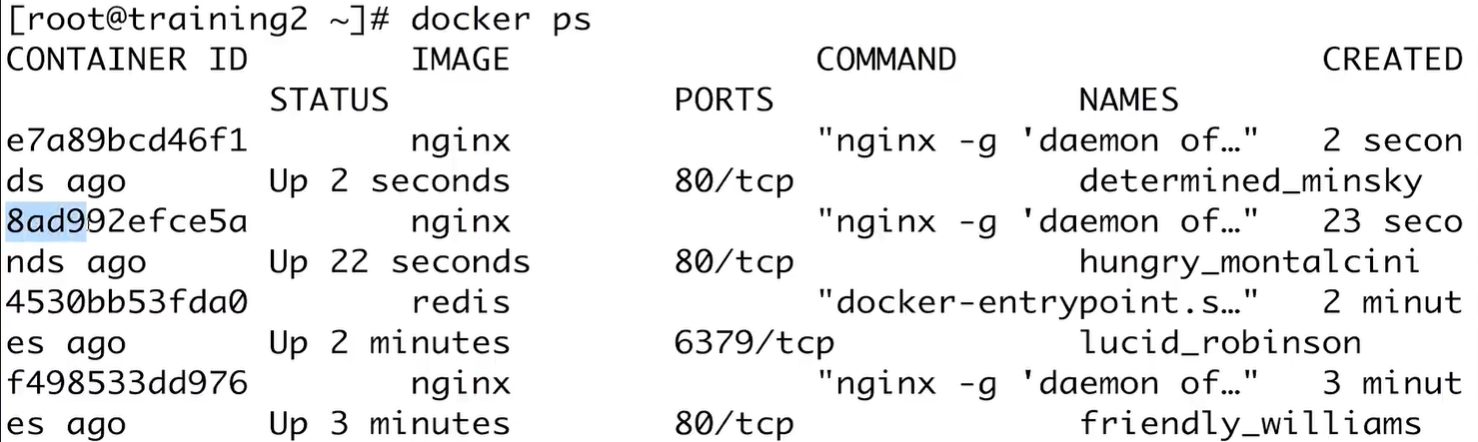 [root@training2 ~]# docker ps
CONTAINER ID        IMAGE               COMMAND                  CREATED
             STATUS              PORTS               NAMES
e7a89bcd46f1        nginx               "nginx -g 'daemon of…"   2 secon
ds ago       Up 2 seconds        80/tcp              determined_minsky
8ad992efce5a        nginx               "nginx -g 'daemon of…"   23 seco
nds ago      Up 22 seconds       80/tcp              hungry_montalcini
4530bb53fda0        redis               "docker-entrypoint.s…"   2 minut
es ago       Up 2 minutes        6379/tcp            lucid_robinson
f498533dd976        nginx               "nginx -g 'daemon of…"   3 minut
es ago       Up 3 minutes        80/tcp              friendly_williams